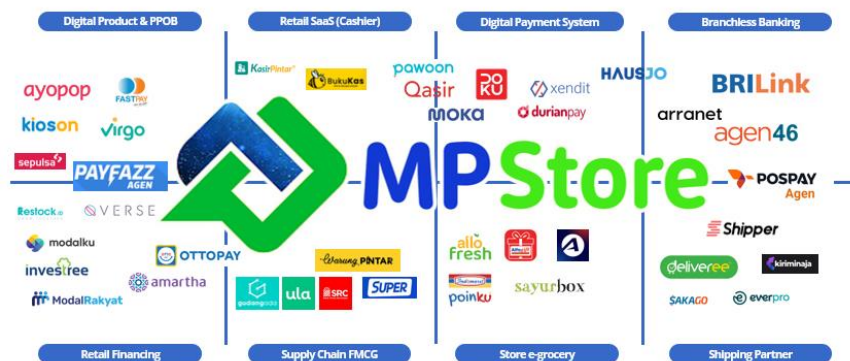 Digital Product & PPOB
Retail SaaS (Cashier)
Digital Payment System
Branchless Banking
ayopop
FASTPAY
kioson
virgo
sepulsa
PAYFAZZ
AGEN
KasirPintar
BukuKas
pawoon
Qasir
MOKA
DOKU
xendit
durianpay
HAUSJO
BRILink
arranet
agen46
POSPAY
Agen
MPStore
Restock.id
QVERSE
modalku
investree
ModalRakyat
OTTOPAY
amartha
Warung PINTAR
gudangada
ula
SRC
SUPER
allo
fresh
Indomaret
poinku
sayurbox
Shipper
deliveree
kiriminaja
SAKAGO
everpro
Retail Financing
Supply Chain FMCG
Store e-grocery
Shipping Partner